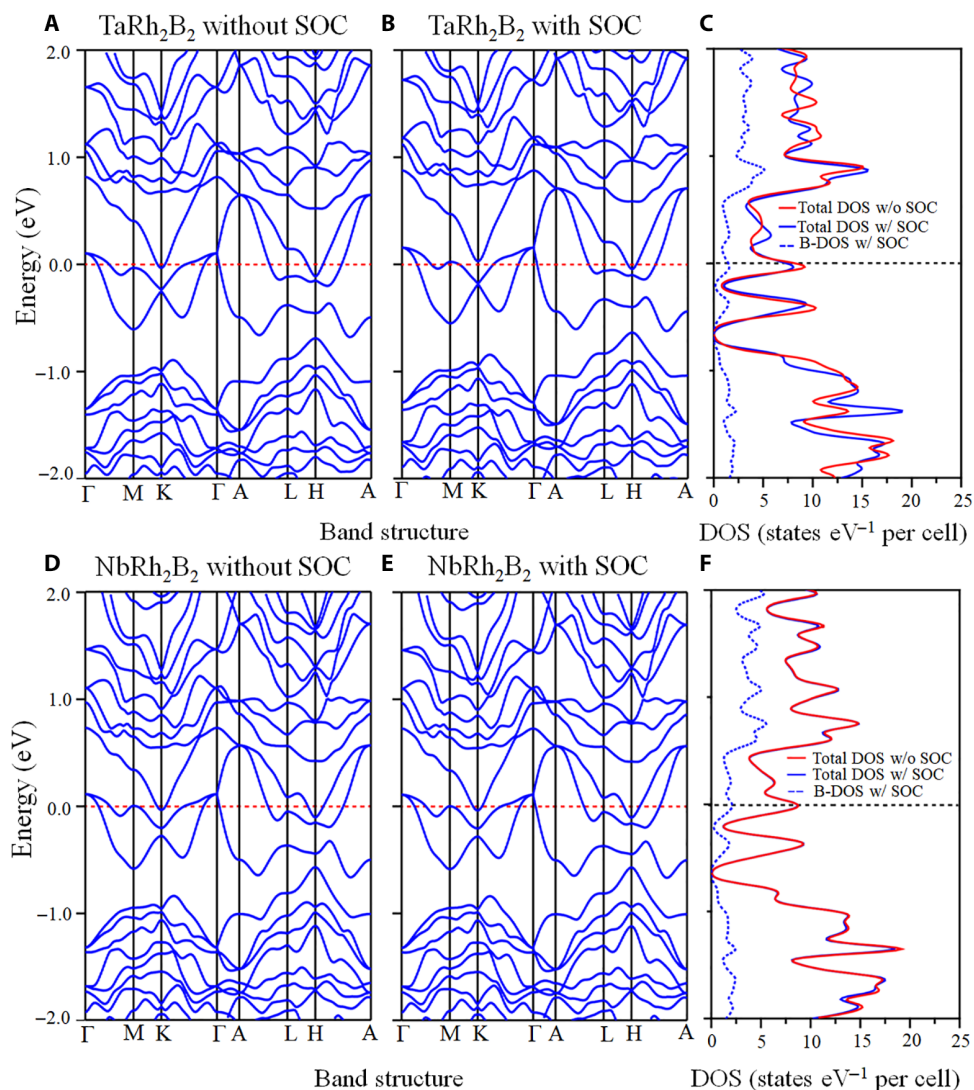 A TaRh₂B₂ without SOC
B TaRh₂B₂ with SOC
C
2.0
1.0
0.0
−1.0
−2.0
Energy (eV)
Γ M K Γ A L H A
Γ M K Γ A L H A
Band structure
Total DOS w/o SOC
Total DOS w/ SOC
B-DOS w/ SOC
0 5 10 15 20 25
DOS (states eV⁻¹ per cell)
D NbRh₂B₂ without SOC
E NbRh₂B₂ with SOC
F
2.0
1.0
0.0
−1.0
−2.0
Energy (eV)
Γ M K Γ A L H A
Γ M K Γ A L H A
Band structure
Total DOS w/o SOC
Total DOS w/ SOC
B-DOS w/ SOC
0 5 10 15 20 25
DOS (states eV⁻¹ per cell)